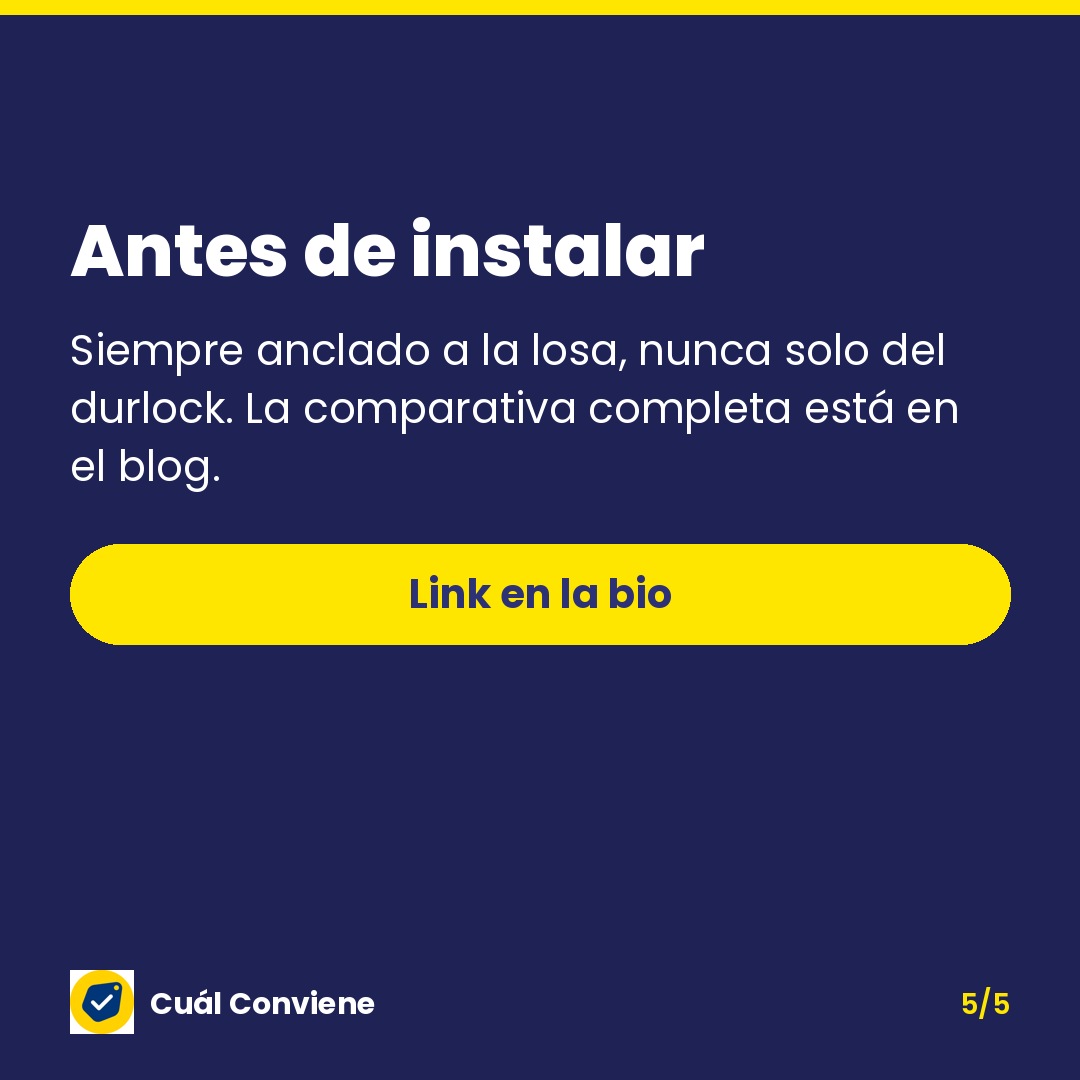 Antes de instalar
Siempre anclado a la losa, nunca solo del
durlock. La comparativa completa está en
el blog.
Link en la bio
Cuál Conviene
5/5